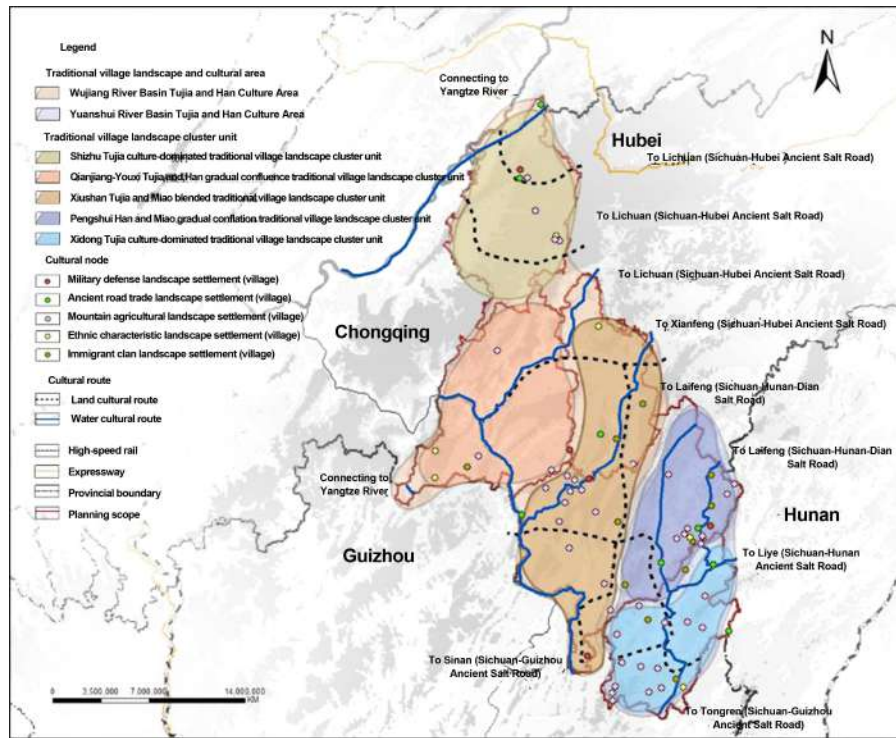 Legend
Traditional village landscape and cultural area
Wujiang River Basin Tujia and Han Culture Area
Yuanshui River Basin Tujia and Han Culture Area
Traditional village landscape cluster unit
Shizhu Tujia culture-dominated traditional village landscape cluster unit
Qianjiang-Youxi Tujia and Han gradual confluence traditional village landscape cluster unit
Xiushan Tujia and Miao blended traditional village landscape cluster unit
Pengshui Han and Miao gradual conflation traditional village landscape cluster unit
Xidong Tujia culture-dominated traditional village landscape cluster unit
Cultural node
Military defense landscape settlement (village)
Ancient road trade landscape settlement (village)
Mountain agricultural landscape settlement (village)
Ethnic characteristic landscape settlement (village)
Immigrant clan landscape settlement (village)
Cultural route
Land cultural route
Water cultural route
High-speed rail
Expressway
Provincial boundary
Planning scope
0 3,500,000 7,000,000 14,000,000
KM
N
Connecting to
Yangtze River
Hubei
To Lichuan (Sichuan-Hubei Ancient Salt Road)
To Lichuan (Sichuan-Hubei Ancient Salt Road)
To Lichuan (Sichuan-Hubei Ancient Salt Road)
Chongqing
To Xianfeng (Sichuan-Hubei Ancient Salt Road)
To Laifeng (Sichuan-Hunan-Dian
Salt Road)
To Laifeng (Sichuan-Hunan-Dian
Salt Road)
Connecting to
Yangtze River
Hunan
Guizhou
To Liye (Sichuan-Hunan
Ancient Salt Road)
To Sinan (Sichuan-Guizhou
Ancient Salt Road)
To Tongren (Sichuan-Guizhou
Ancient Salt Road)